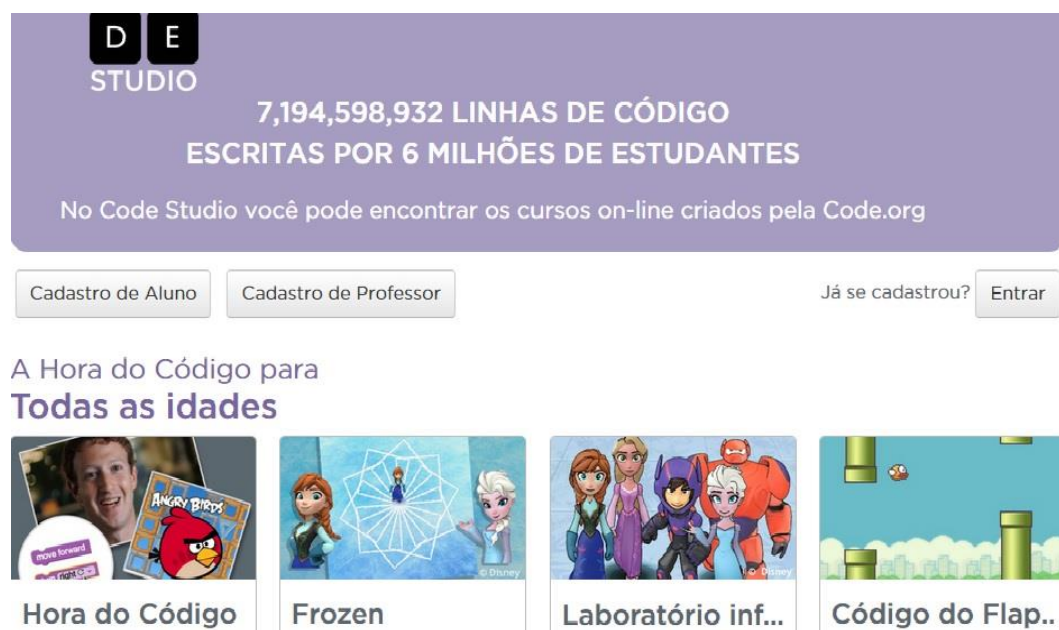 D E
STUDIO
7,194,598,932 LINHAS DE CÓDIGO
ESCRITAS POR 6 MILHÕES DE ESTUDANTES
No Code Studio você pode encontrar os cursos on-line criados pela Code.org
Cadastro de Aluno Cadastro de Professor Já se cadastrou? Entrar
A Hora do Código para
Todas as idades
ANGRY BIRDS
move forward
© Disney
© Disney
Hora do Código Frozen Laboratório inf... Código do Flap..